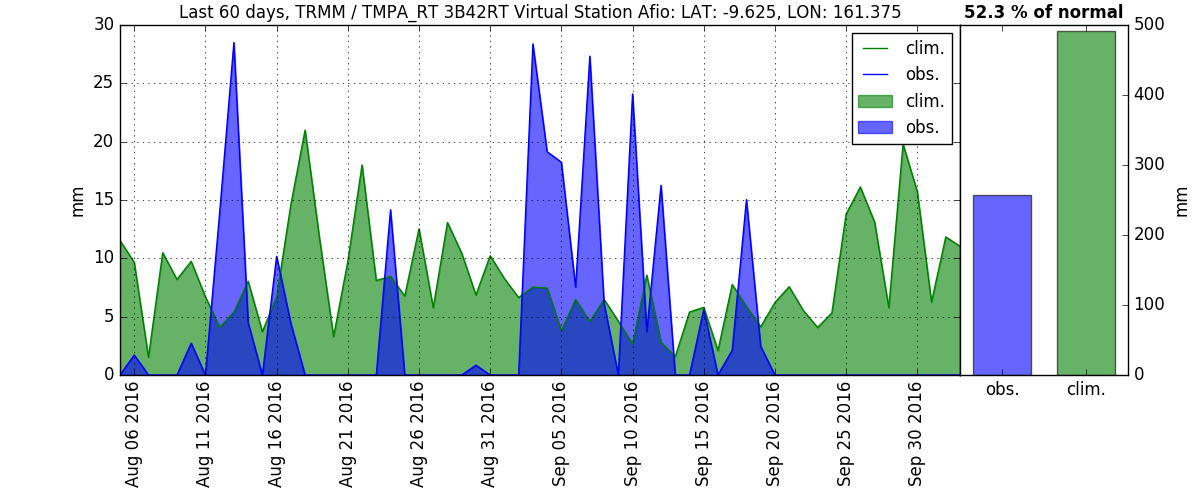 Last 60 days, TRMM / TMPA_RT 3B42RT Virtual Station Afio: LAT: -9.625, LON: 161.375
52.3 % of normal
30
25
20
15
10
5
0
mm
clim.
obs.
clim.
obs.
Aug 06 2016
Aug 11 2016
Aug 16 2016
Aug 21 2016
Aug 26 2016
Aug 31 2016
Sep 05 2016
Sep 10 2016
Sep 15 2016
Sep 20 2016
Sep 25 2016
Sep 30 2016
obs.
clim.
500
400
300
200
100
0
mm